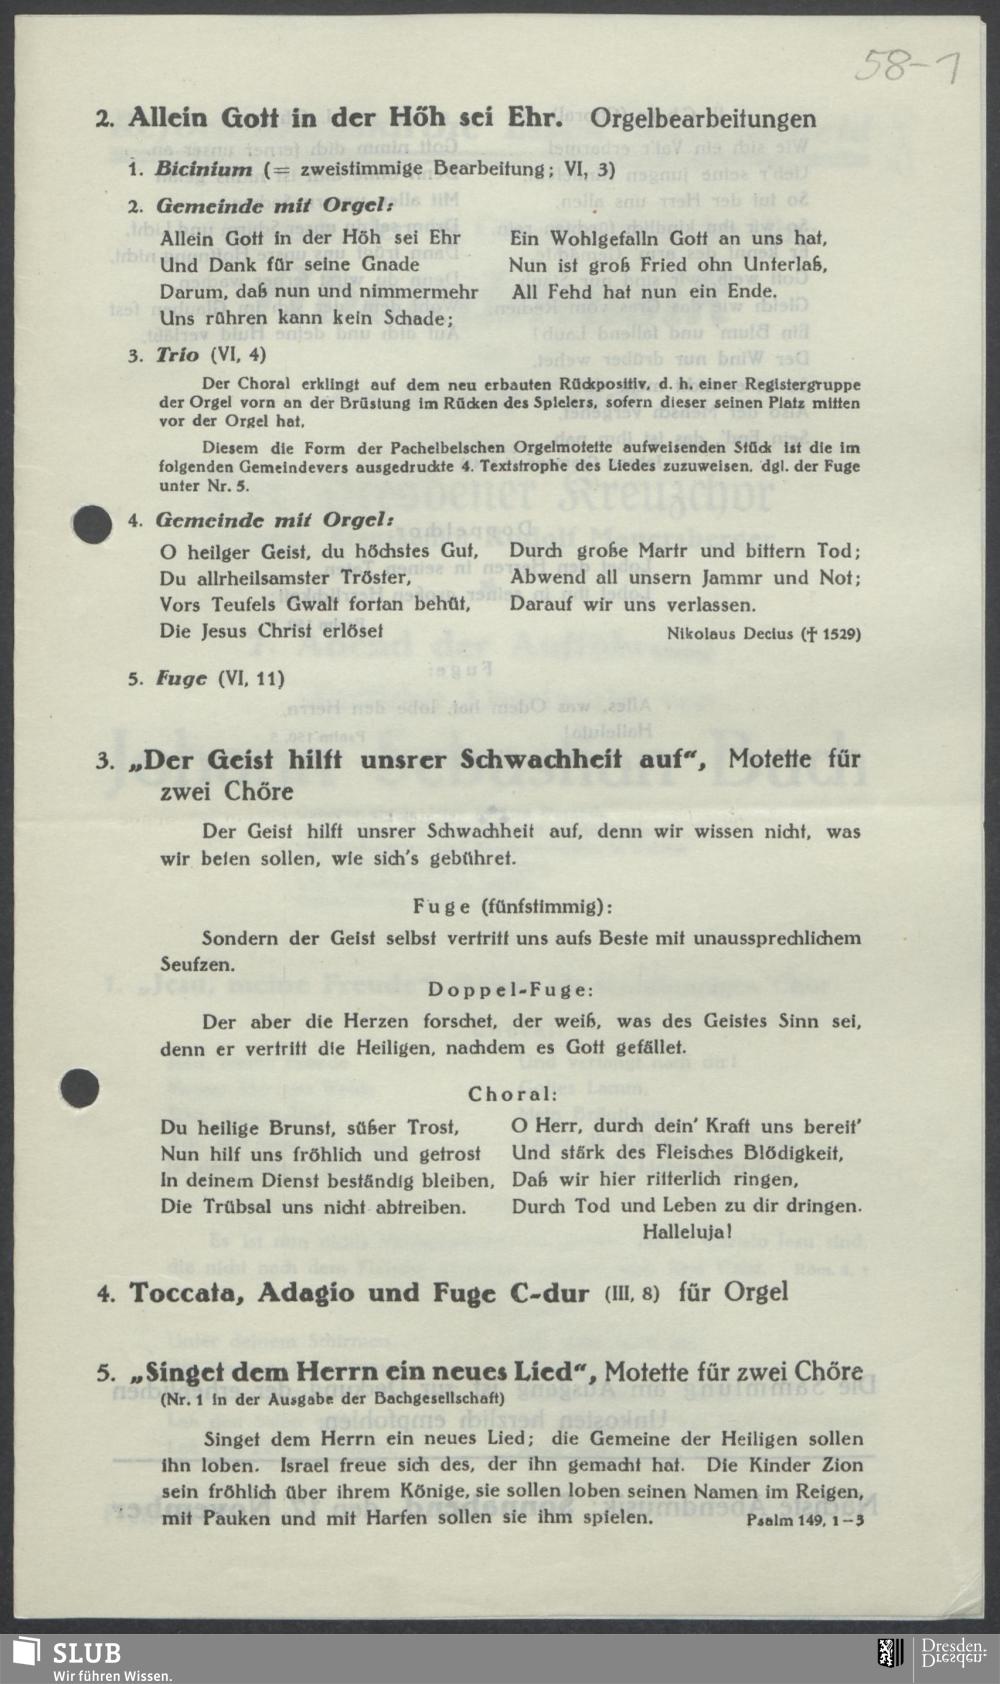 58-1
2. Allein Gott in der Höh sei Ehr. Orgelbearbeitungen
1. Bicinium (= zweistimmige Bearbeitung; VI, 3)
2. Gemeinde mit Orgel:
Allein Gott in der Höh sei Ehr
Und Dank für seine Gnade
Darum, daß nun und nimmermehr
Uns rühren kann kein Schade;
Ein Wohlgefalln Gott an uns hat,
Nun ist groß Fried ohn Unterlaß,
All Fehd hat nun ein Ende.
3. Trio (VI, 4)
Der Choral erklingt auf dem neu erbauten Rückpositiv, d. h. einer Registergruppe
der Orgel vorn an der Brüstung im Rücken des Spielers, sofern dieser seinen Platz mitten
vor der Orgel hat.
Diesem die Form der Pachelbelschen Orgelmotette aufweisenden Stück ist die im
folgenden Gemeindevers ausgedruckte 4. Textstrophe des Liedes zuzuweisen, dgl. der Fuge
unter Nr. 5.
4. Gemeinde mit Orgel:
O heilger Geist, du höchstes Gut,
Du allrheilsamster Tröster,
Vors Teufels Gwalt fortan behüt,
Die Jesus Christ erlöset
Durch große Martr und bittern Tod;
Abwend all unsern Jammr und Not;
Darauf wir uns verlassen.
Nikolaus Decius († 1529)
5. Fuge (VI, 11)
3. „Der Geist hilft unsrer Schwachheit auf“, Motette für
zwei Chöre
Der Geist hilft unsrer Schwachheit auf, denn wir wissen nicht, was
wir beten sollen, wie sich's gebühret.
Fuge (fünfstimmig):
Sondern der Geist selbst vertritt uns aufs Beste mit unaussprechlichem
Seufzen.
Doppel-Fuge:
Der aber die Herzen forschet, der weiß, was des Geistes Sinn sei,
denn er vertritt die Heiligen, nachdem es Gott gefället.
Choral:
Du heilige Brunst, süßer Trost,
Nun hilf uns fröhlich und getrost
In deinem Dienst beständig bleiben,
Die Trübsal uns nicht abtreiben.
O Herr, durch dein' Kraft uns bereit'
Und stärk des Fleisches Blödigkeit,
Daß wir hier ritterlich ringen,
Durch Tod und Leben zu dir dringen.
Halleluja!
4. Toccata, Adagio und Fuge C-dur (III, 8) für Orgel
5. „Singet dem Herrn ein neues Lied“, Motette für zwei Chöre
(Nr. 1 in der Ausgabe der Bachgesellschaft)
Singet dem Herrn ein neues Lied; die Gemeine der Heiligen sollen
ihn loben. Israel freue sich des, der ihn gemacht hat. Die Kinder Zion
sein fröhlich über ihrem Könige, sie sollen loben seinen Namen im Reigen,
mit Pauken und mit Harfen sollen sie ihm spielen. Psalm 149, 1–3
SLUB
Wir führen Wissen.
Dresden.